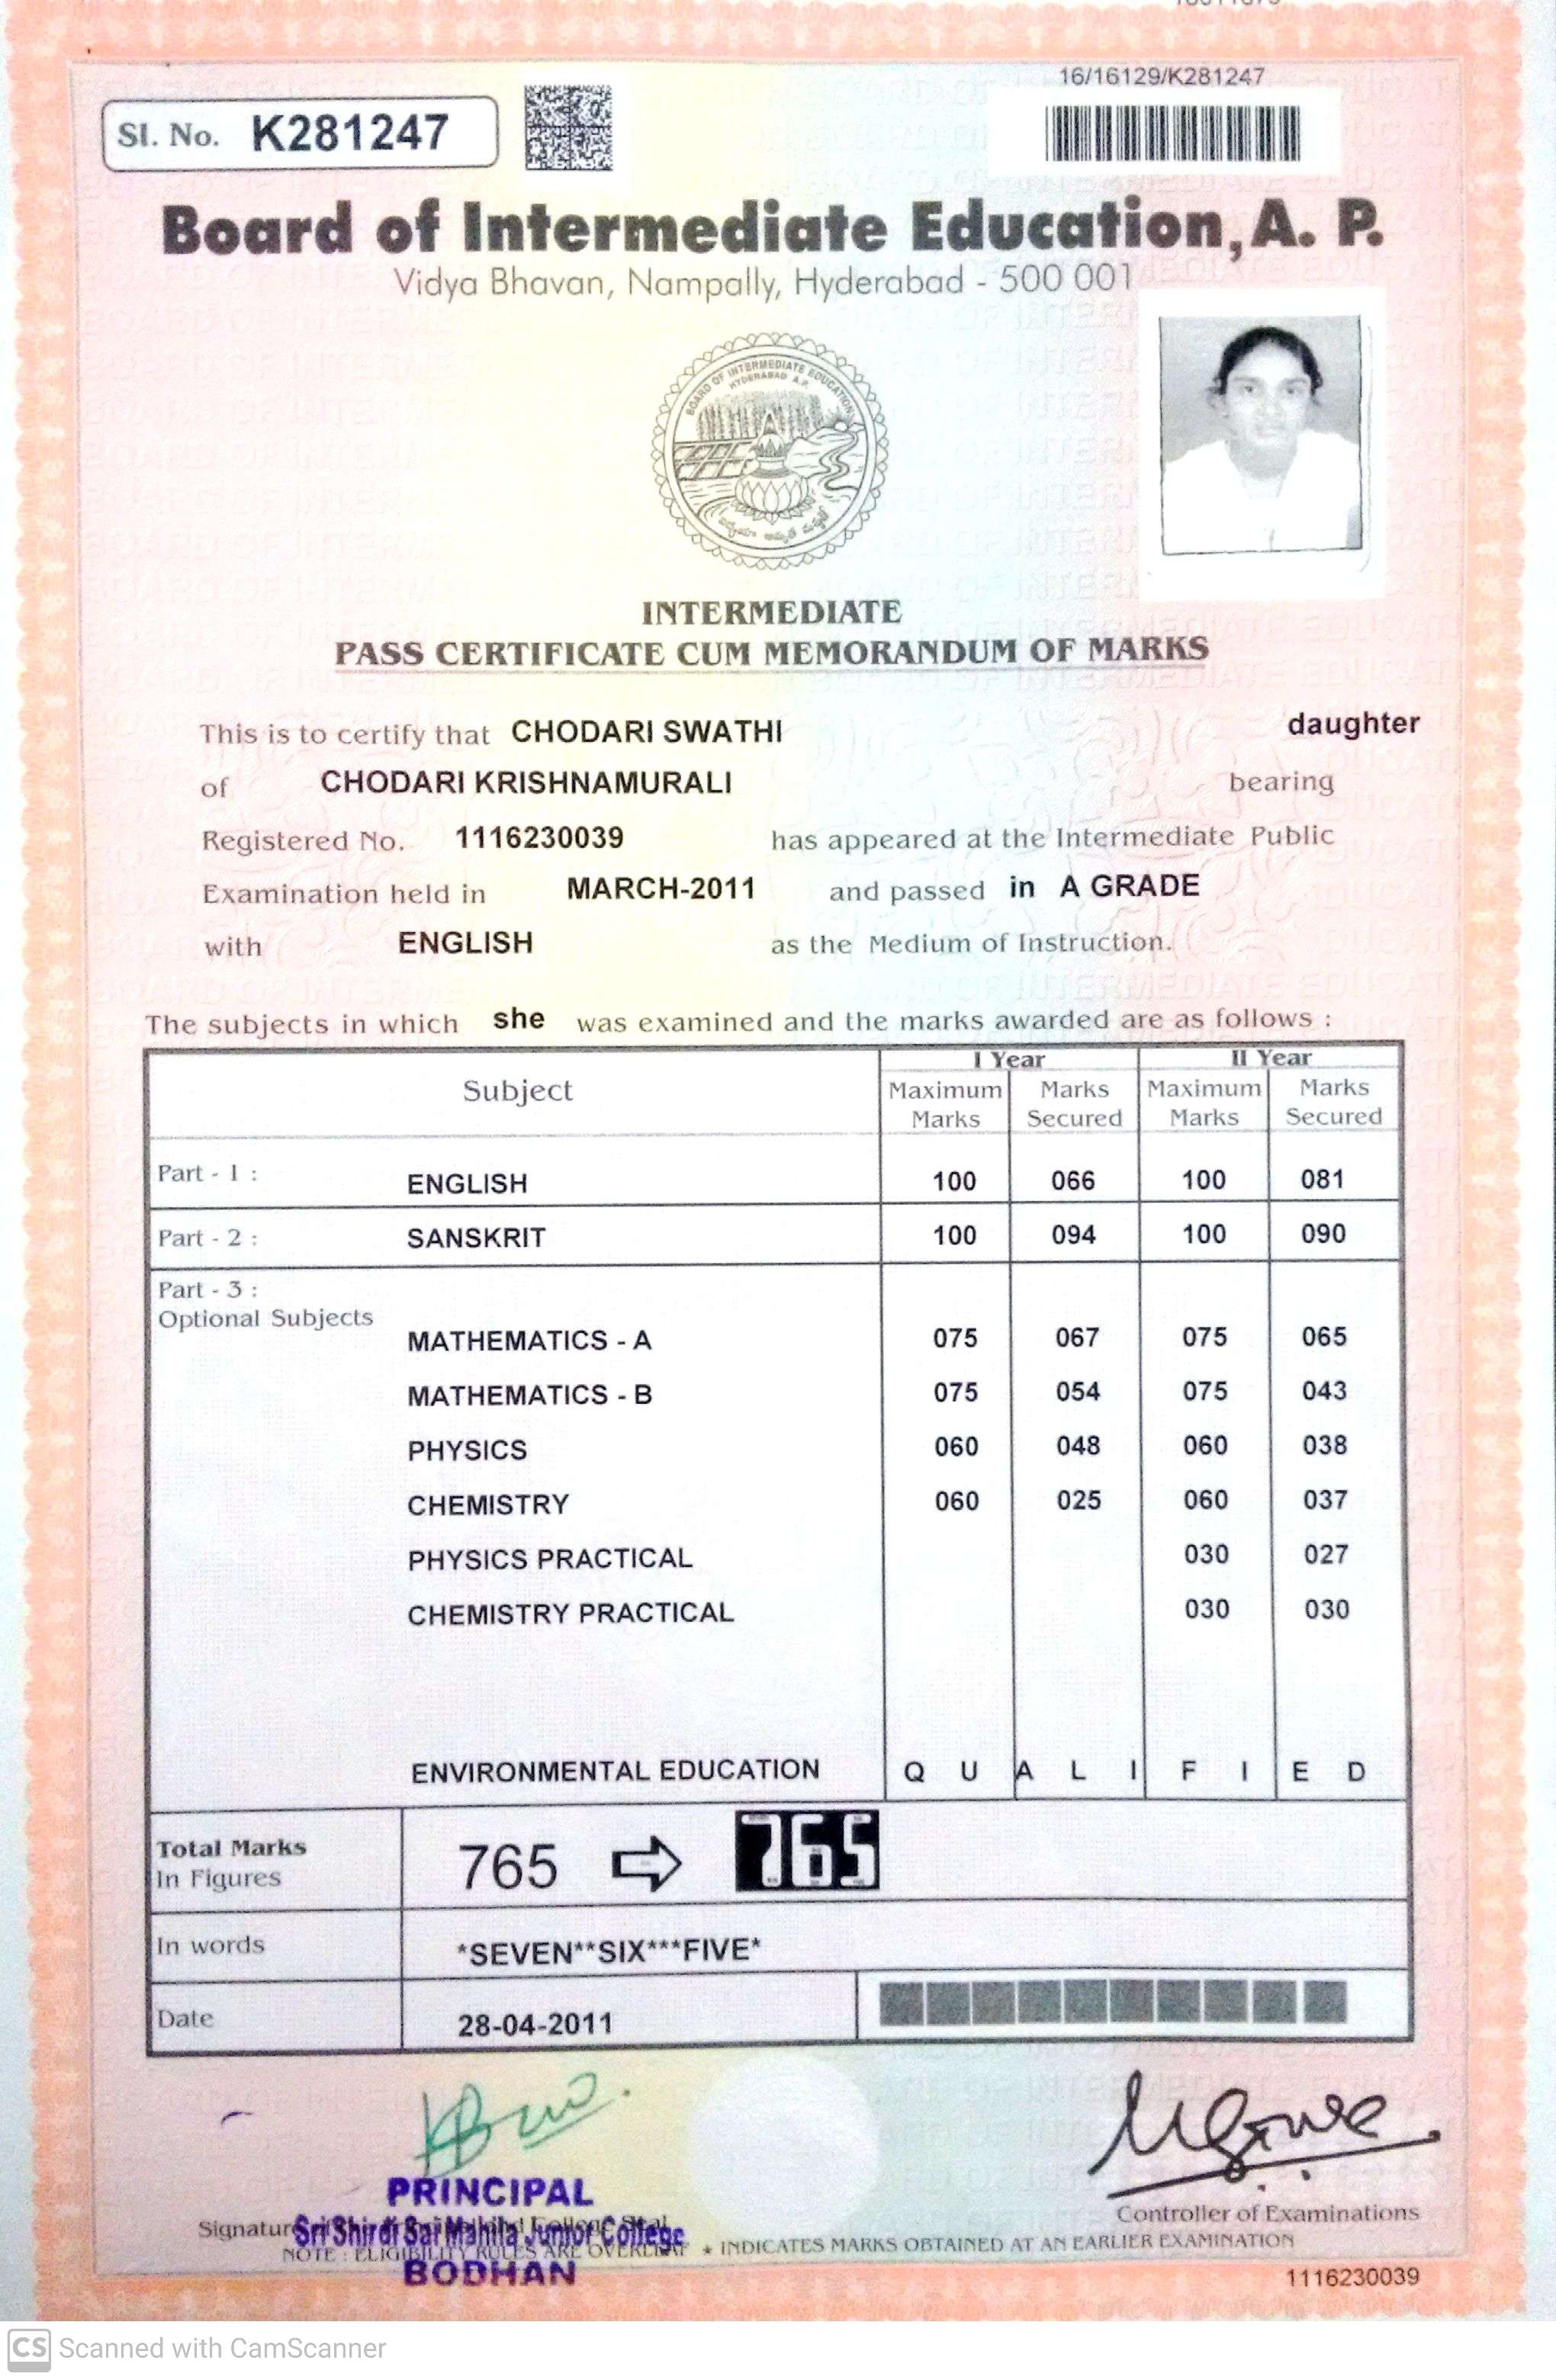 16/16129/K281247
Sl. No. K281247
Board of Intermediate Education, A. P.
Vidya Bhavan, Nampally, Hyderabad - 500 001
BOARD OF INTERMEDIATE EDUCATION
HYDERABAD A.P.
INTERMEDIATE
PASS CERTIFICATE CUM MEMORANDUM OF MARKS
This is to certify that CHODARI SWATHI daughter
of CHODARI KRISHNAMURALI bearing
Registered No. 1116230039 has appeared at the Intermediate Public
Examination held in MARCH-2011 and passed in A GRADE
with ENGLISH as the Medium of Instruction.
The subjects in which she was examined and the marks awarded are as follows :
Subject I Year II Year
Maximum Marks Marks Secured Maximum Marks Marks Secured
Part - 1 : ENGLISH 100 066 100 081
Part - 2 : SANSKRIT 100 094 100 090
Part - 3 :
Optional Subjects
MATHEMATICS - A 075 067 075 065
MATHEMATICS - B 075 054 075 043
PHYSICS 060 048 060 038
CHEMISTRY 060 025 060 037
PHYSICS PRACTICAL 030 027
CHEMISTRY PRACTICAL 030 030
ENVIRONMENTAL EDUCATION Q U A L I F I E D
Total Marks
In Figures 765 765
In words *SEVEN**SIX***FIVE*
Date 28-04-2011
PRINCIPAL
Controller of Examinations
Sri Shirdi Sai Mahila Junior College
NOTE : ELIGIBILITY RULES ARE OVERLEAF * INDICATES MARKS OBTAINED AT AN EARLIER EXAMINATION
BODHAN
1116230039
CS Scanned with CamScanner